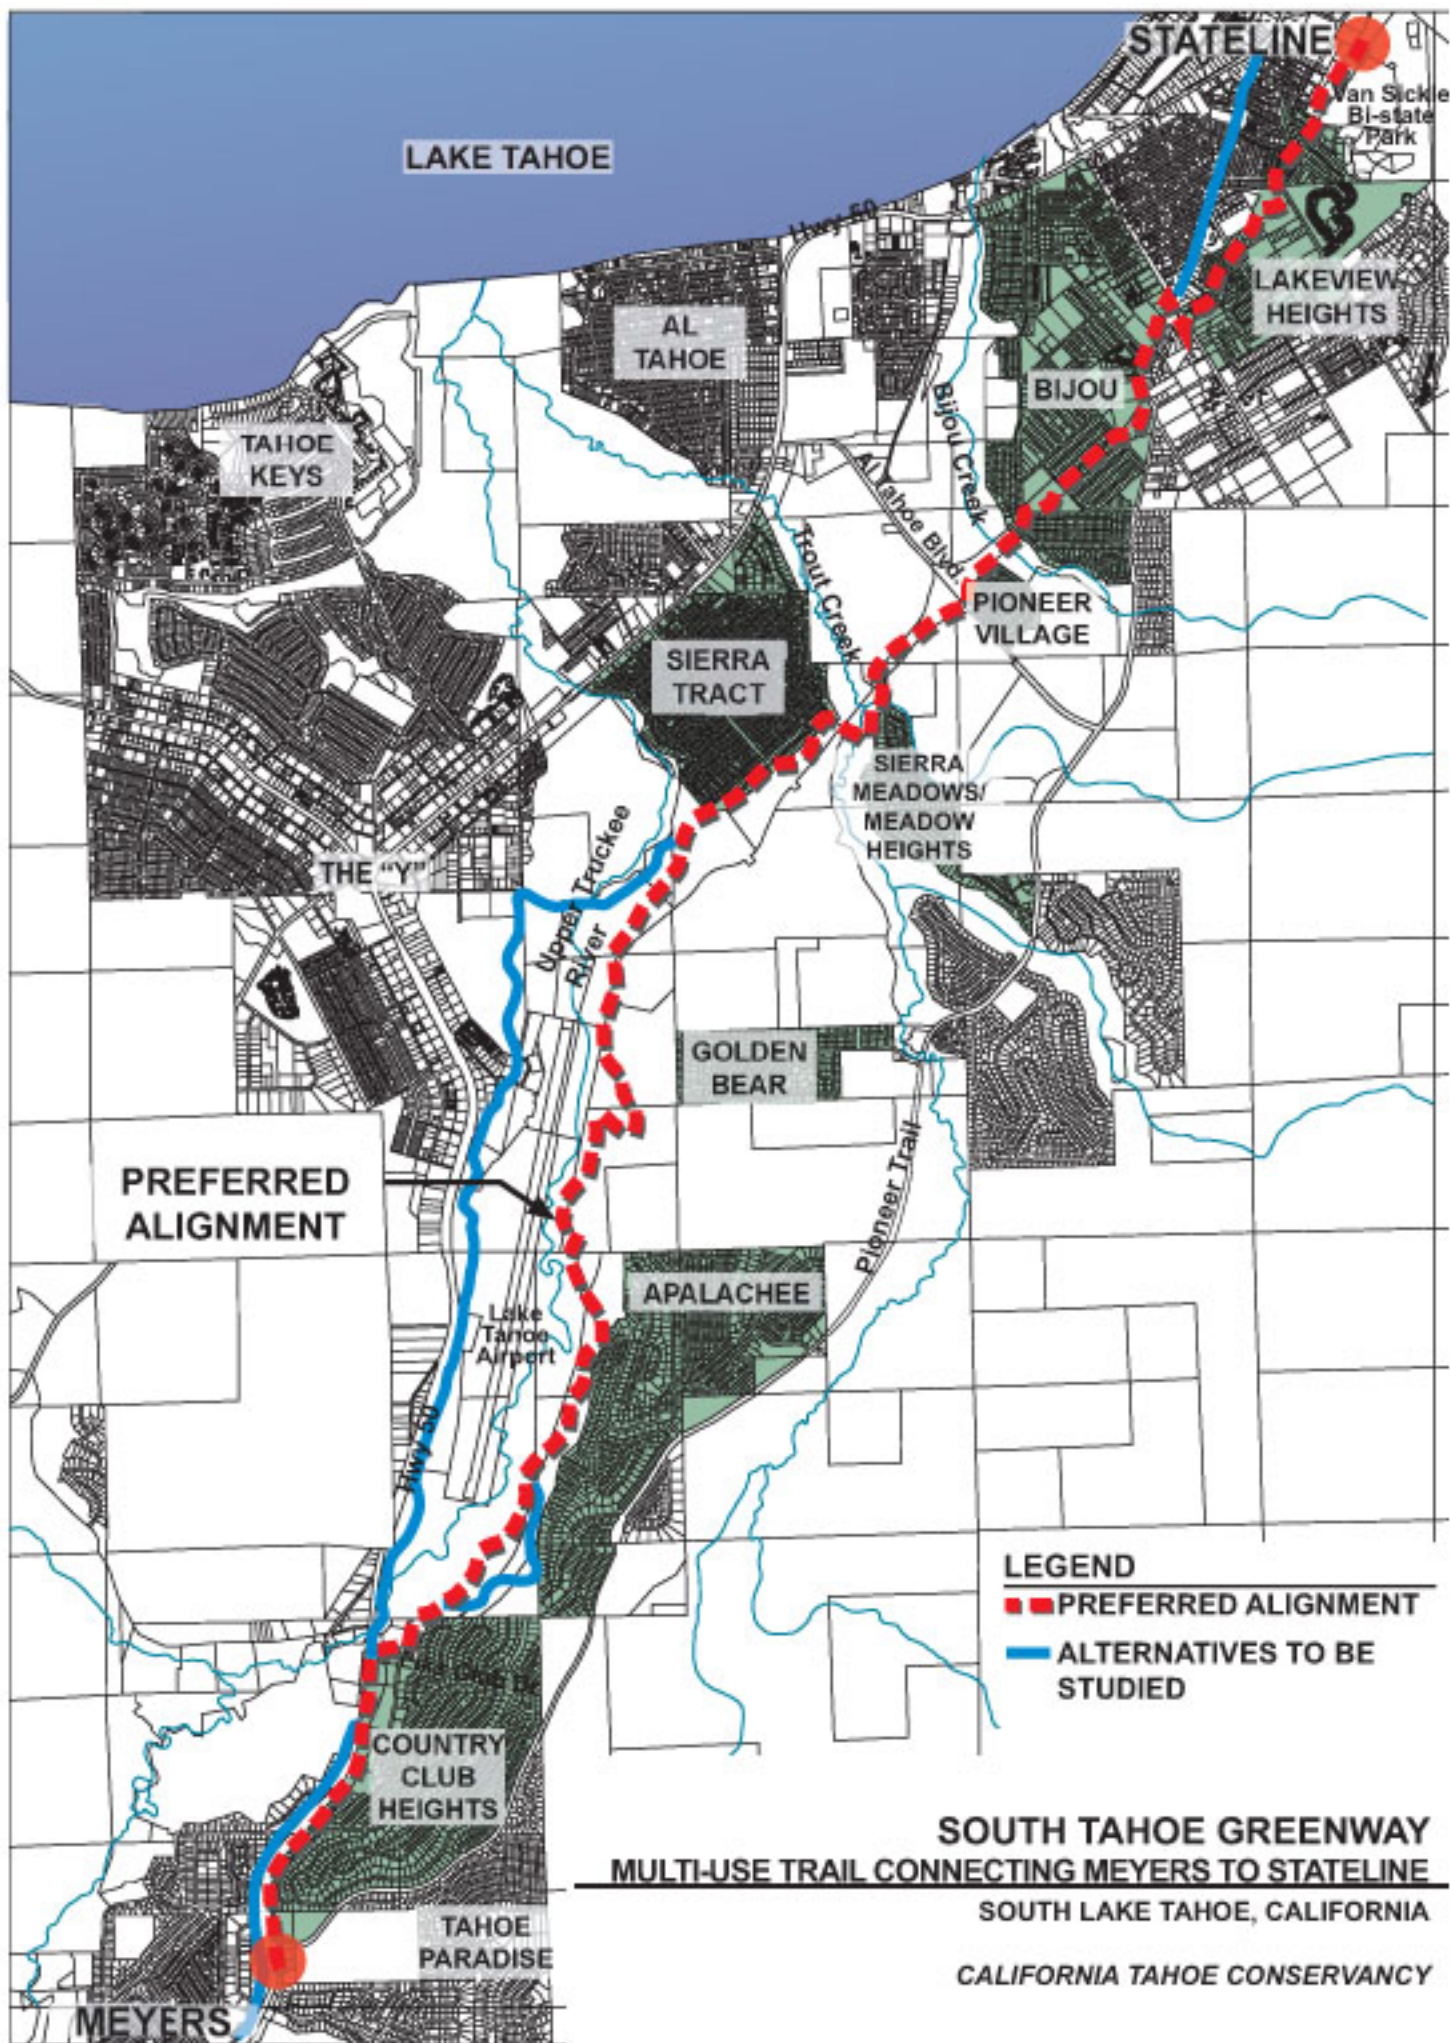 STATELINE
Van Sickle
Bi-state
Park
LAKE TAHOE
Hwy 50
LAKEVIEW
HEIGHTS
AL
TAHOE
BIJOU
Bijou Creek
TAHOE
KEYS
Al Tahoe Blvd.
Trout Creek
PIONEER
VILLAGE
SIERRA
TRACT
SIERRA
MEADOWS/
MEADOW
HEIGHTS
THE “Y”
Upper Truckee
River
GOLDEN
BEAR
Pioneer Trail
PREFERRED
ALIGNMENT
APALACHEE
Lake
Tahoe
Airport
Hwy 50
LEGEND
PREFERRED ALIGNMENT
ALTERNATIVES TO BE
STUDIED
COUNTRY
CLUB
HEIGHTS
SOUTH TAHOE GREENWAY
MULTI-USE TRAIL CONNECTING MEYERS TO STATELINE
SOUTH LAKE TAHOE, CALIFORNIA
CALIFORNIA TAHOE CONSERVANCY
TAHOE
PARADISE
MEYERS